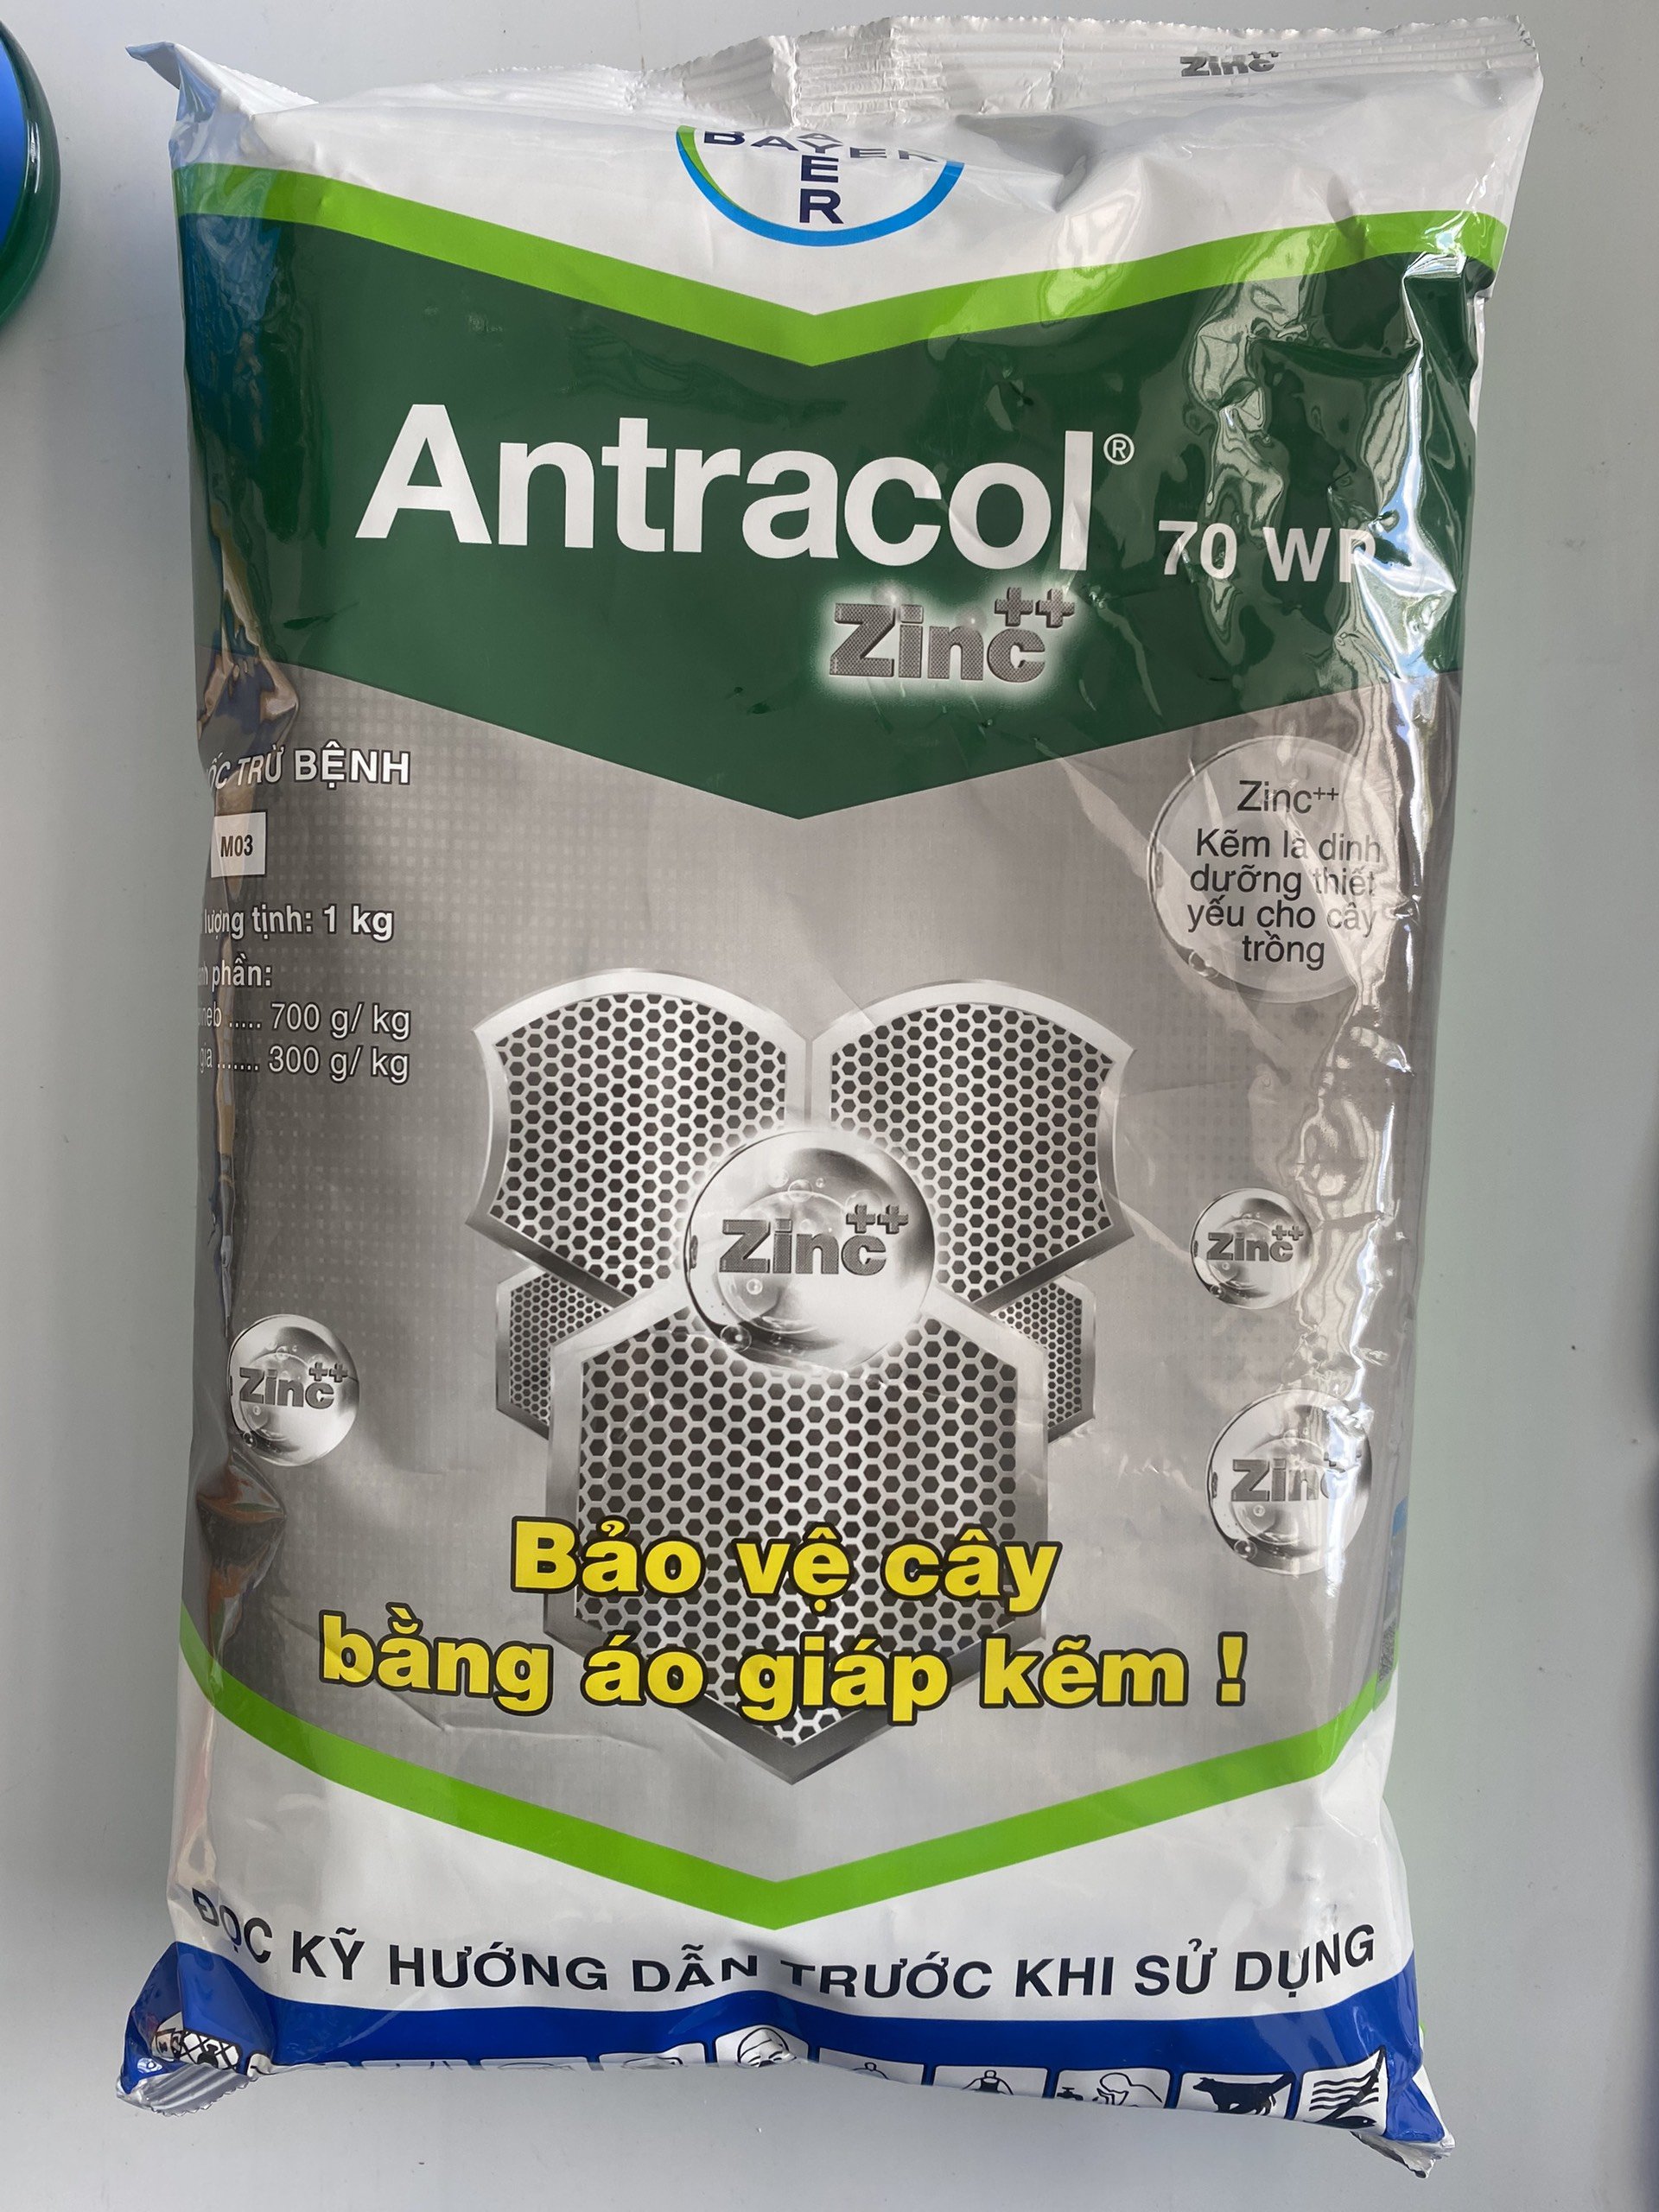 Zinc++
BAYER
BAYER
Antracol® 70 WP
Zinc++
TRỪ BỆNH
M03
lượng tịnh: 1 kg
phần:
..... 700 g/ kg
....... 300 g/ kg
Zinc++
Kẽm là dinh
dưỡng thiết
yếu cho cây
trồng
Zinc++
Zinc++
Zinc++
Zinc
Bảo vệ cây
bằng áo giáp kẽm !
ĐỌC KỸ HƯỚNG DẪN TRƯỚC KHI SỬ DỤNG